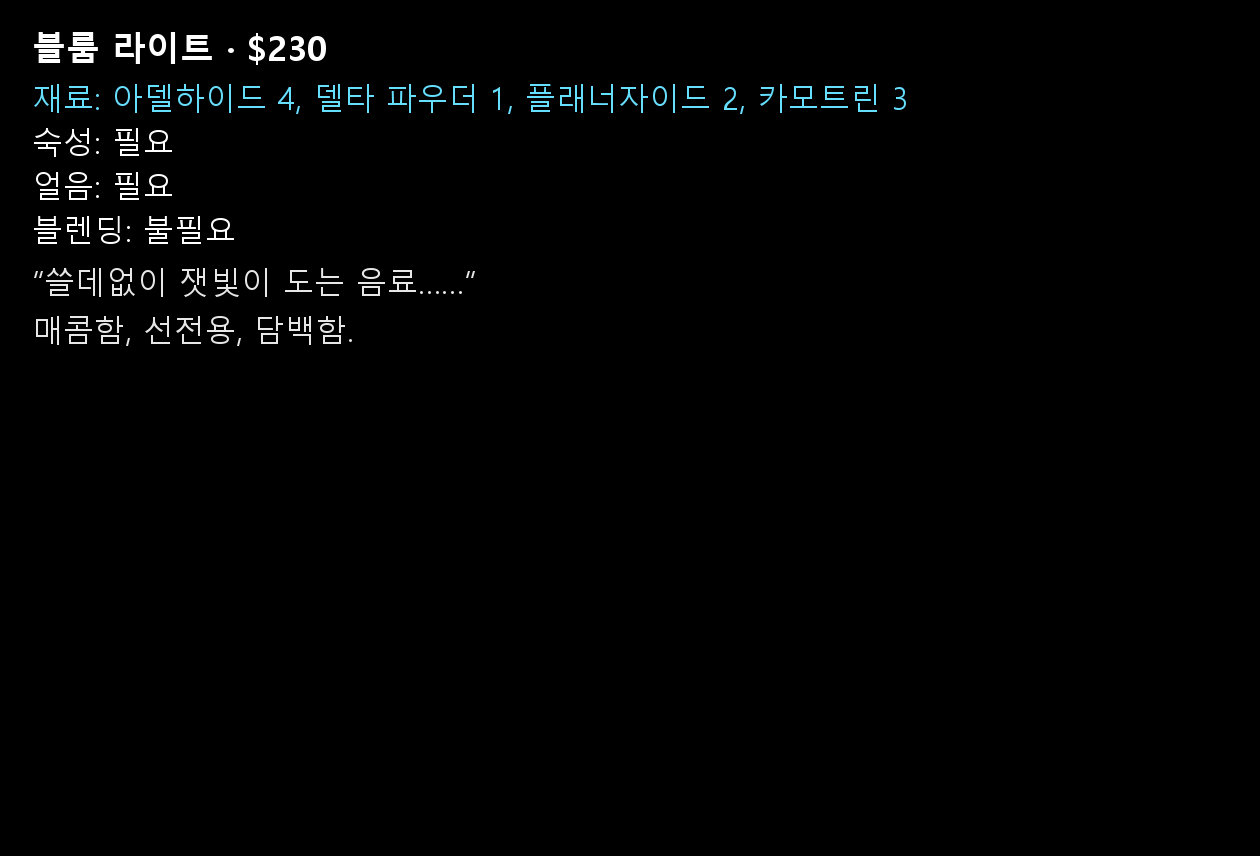 블룸 라이트 · $230
재료: 아델하이드 4, 델타 파우더 1, 플래너자이드 2, 카모트린 3
숙성: 필요
얼음: 필요
블렌딩: 불필요
"쓸데없이 잿빛이 도는 음료......"
매콤함, 선전용, 담백함.